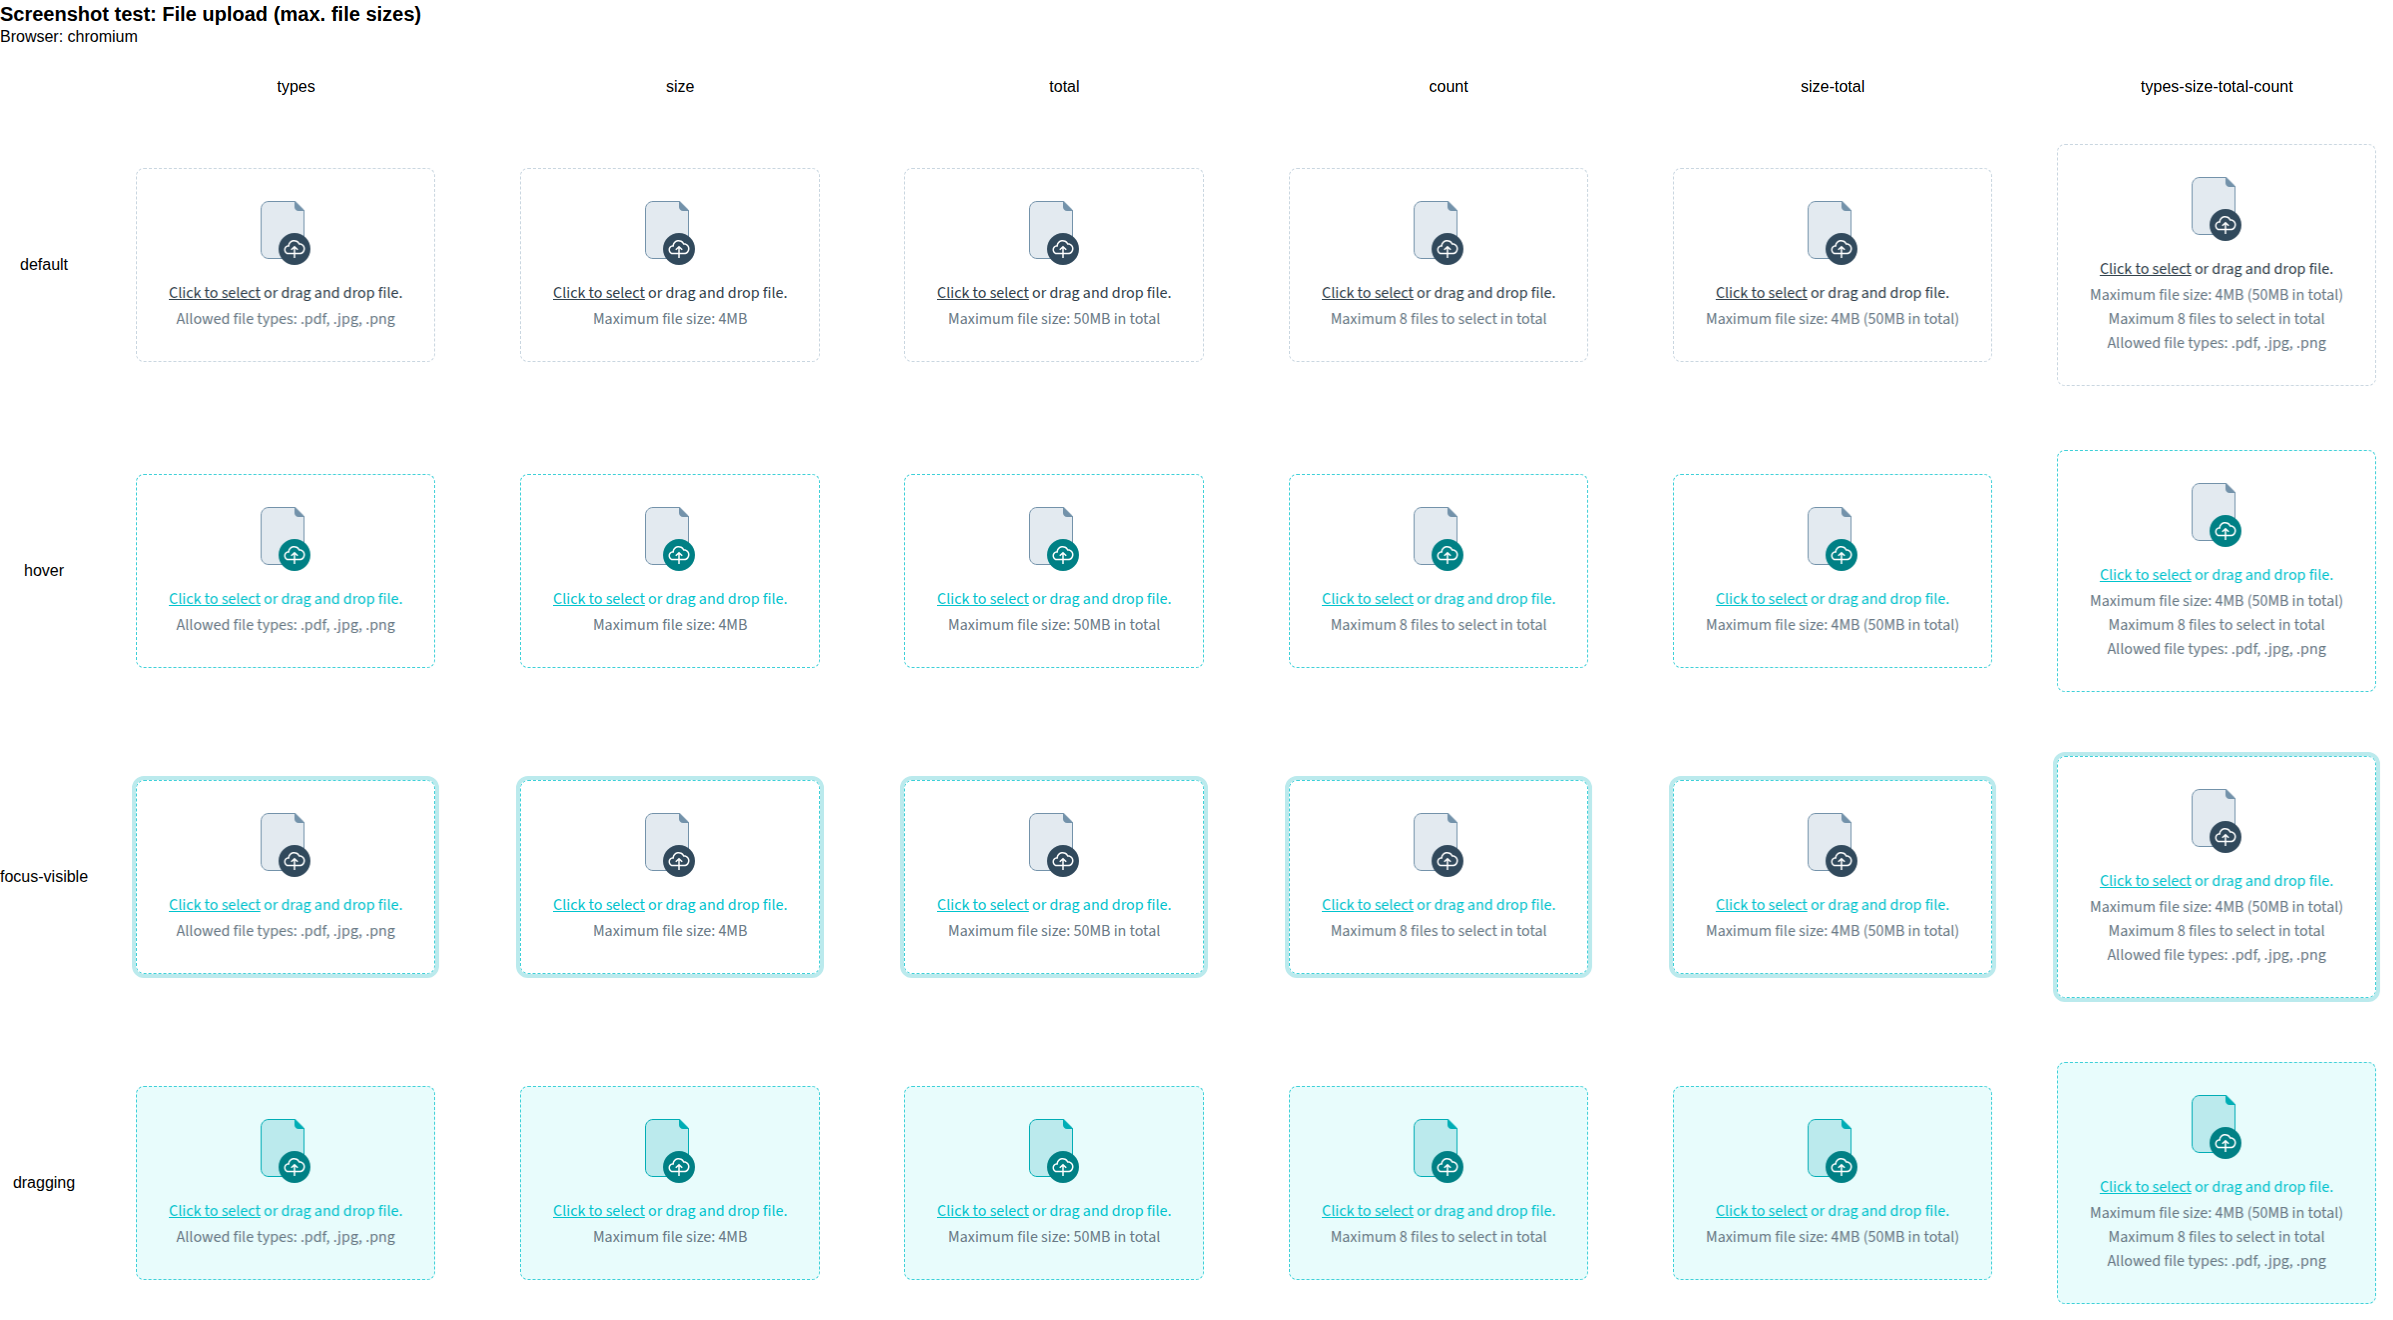 Screenshot test: File upload (max. file sizes)
Browser: chromium
types
size
total
count
size-total
types-size-total-count
default
Click to select or drag and drop file.
Allowed file types: .pdf, .jpg, .png
Click to select or drag and drop file.
Maximum file size: 4MB
Click to select or drag and drop file.
Maximum file size: 50MB in total
Click to select or drag and drop file.
Maximum 8 files to select in total
Click to select or drag and drop file.
Maximum file size: 4MB (50MB in total)
Click to select or drag and drop file.
Maximum file size: 4MB (50MB in total)
Maximum 8 files to select in total
Allowed file types: .pdf, .jpg, .png
hover
Click to select or drag and drop file.
Allowed file types: .pdf, .jpg, .png
Click to select or drag and drop file.
Maximum file size: 4MB
Click to select or drag and drop file.
Maximum file size: 50MB in total
Click to select or drag and drop file.
Maximum 8 files to select in total
Click to select or drag and drop file.
Maximum file size: 4MB (50MB in total)
Click to select or drag and drop file.
Maximum file size: 4MB (50MB in total)
Maximum 8 files to select in total
Allowed file types: .pdf, .jpg, .png
focus-visible
Click to select or drag and drop file.
Allowed file types: .pdf, .jpg, .png
Click to select or drag and drop file.
Maximum file size: 4MB
Click to select or drag and drop file.
Maximum file size: 50MB in total
Click to select or drag and drop file.
Maximum 8 files to select in total
Click to select or drag and drop file.
Maximum file size: 4MB (50MB in total)
Click to select or drag and drop file.
Maximum file size: 4MB (50MB in total)
Maximum 8 files to select in total
Allowed file types: .pdf, .jpg, .png
dragging
Click to select or drag and drop file.
Allowed file types: .pdf, .jpg, .png
Click to select or drag and drop file.
Maximum file size: 4MB
Click to select or drag and drop file.
Maximum file size: 50MB in total
Click to select or drag and drop file.
Maximum 8 files to select in total
Click to select or drag and drop file.
Maximum file size: 4MB (50MB in total)
Click to select or drag and drop file.
Maximum file size: 4MB (50MB in total)
Maximum 8 files to select in total
Allowed file types: .pdf, .jpg, .png